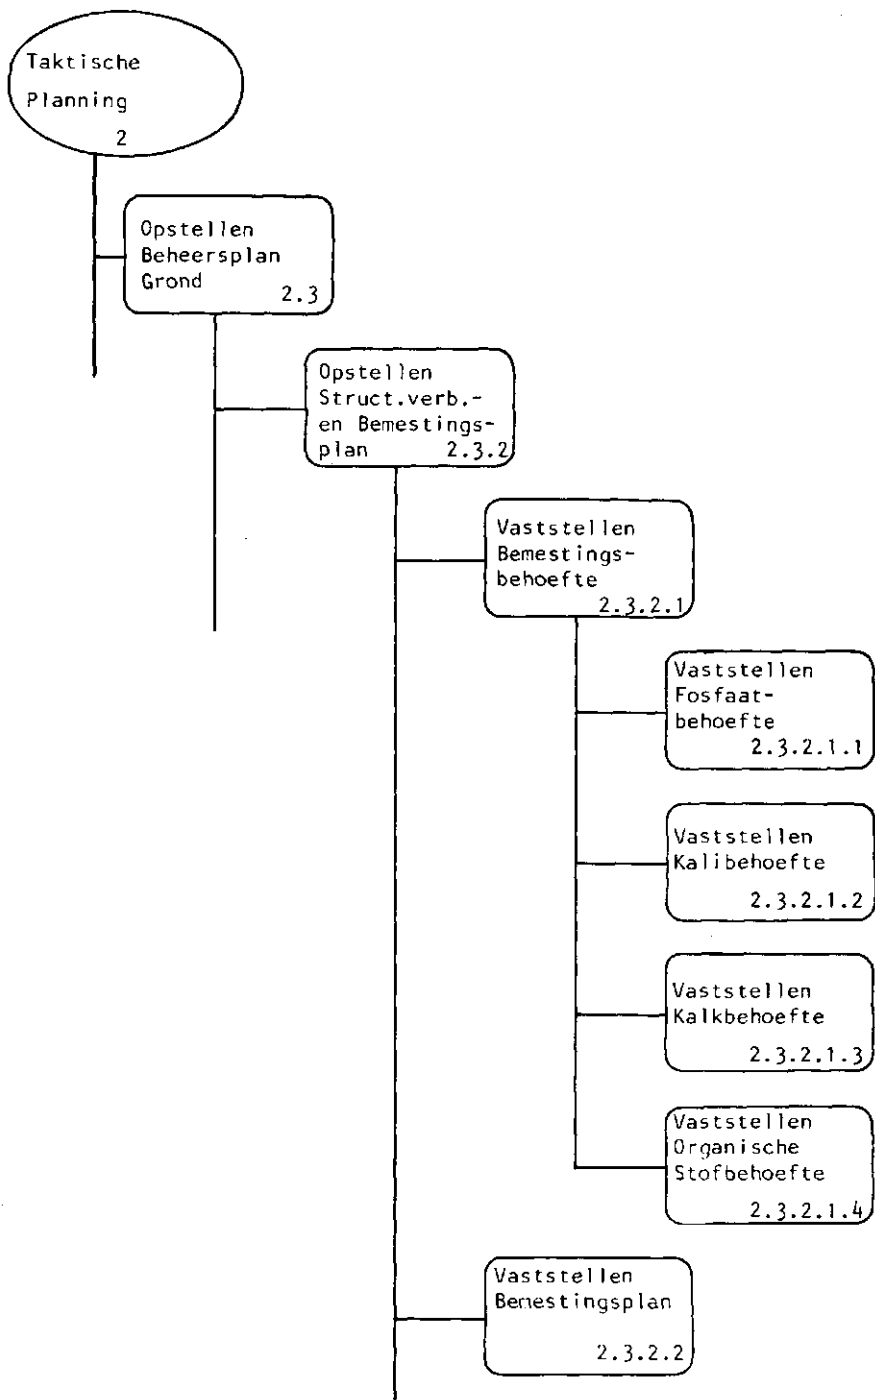 Taktische
Planning
2
Opstellen
Beheersplan
Grond
2.3
Opstellen
Struct.verb.-
en Bemestings-
plan 2.3.2
Vaststellen
Bemestings-
behoefte
2.3.2.1
Vaststellen
Fosfaat-
behoefte
2.3.2.1.1
Vaststellen
Kalibehoefte
2.3.2.1.2
Vaststellen
Kalkbehoefte
2.3.2.1.3
Vaststellen
Organische
Stofbehoefte
2.3.2.1.4
Vaststellen
Bemestingsplan
2.3.2.2